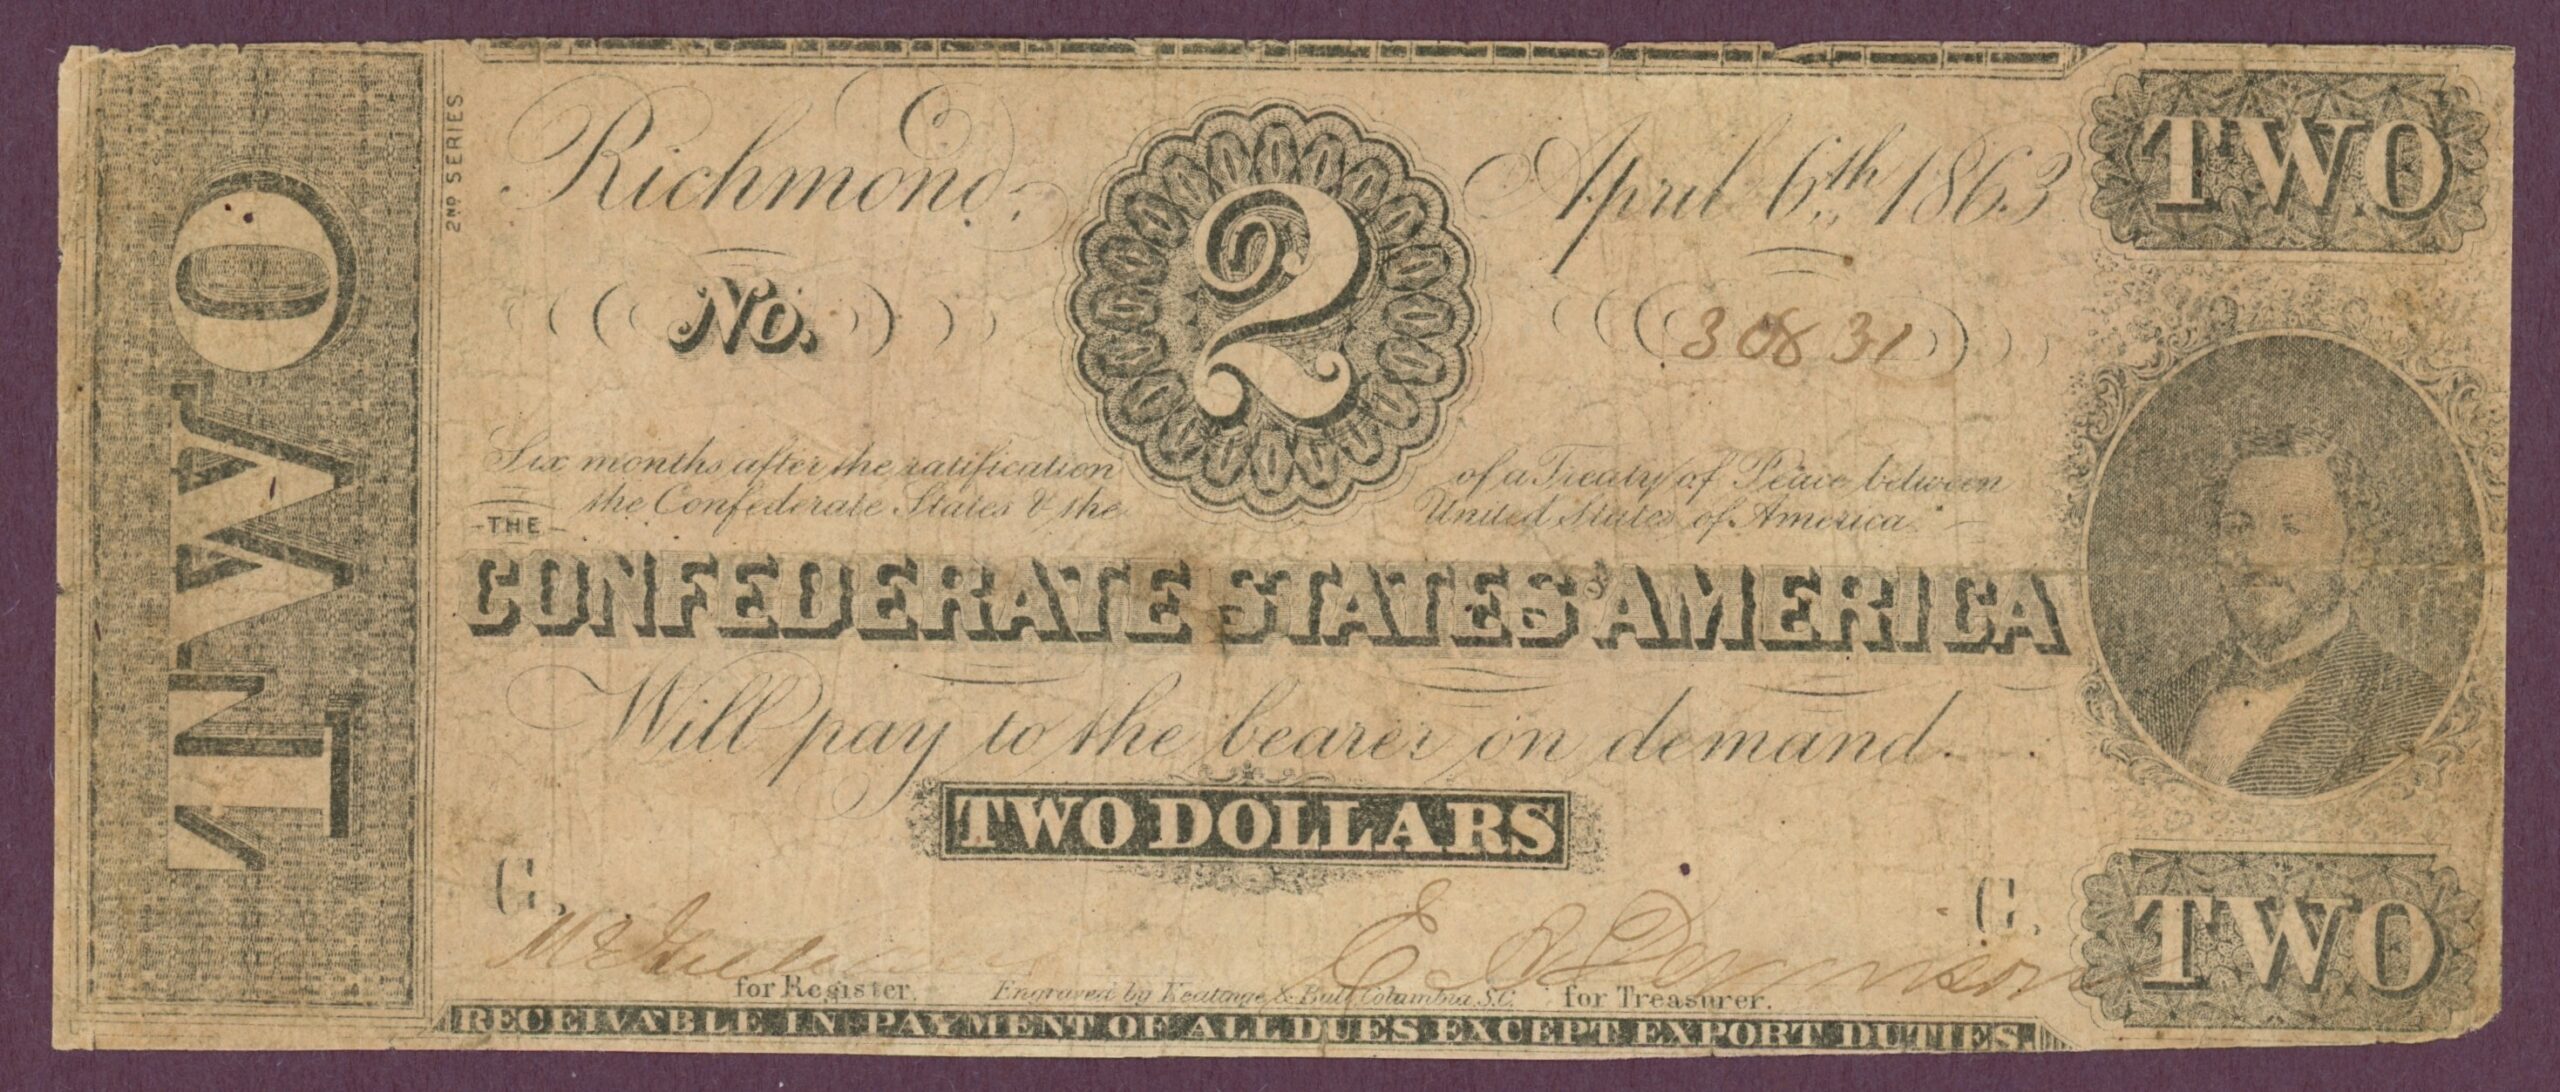 TWO
2ND SERIES
Richmond, April 6th, 1863
TWO
2
No. 30831
Six months after the ratification of a Treaty of Peace between
the Confederate States & the United States of America
THE
CONFEDERATE STATES OF AMERICA
Will pay to the bearer on demand
TWO DOLLARS
C. C.
TWO
for Register. Engraved by Keatinge & Ball, Columbia, S.C. for Treasurer.
RECEIVABLE IN PAYMENT OF ALL DUES EXCEPT EXPORT DUTIES.